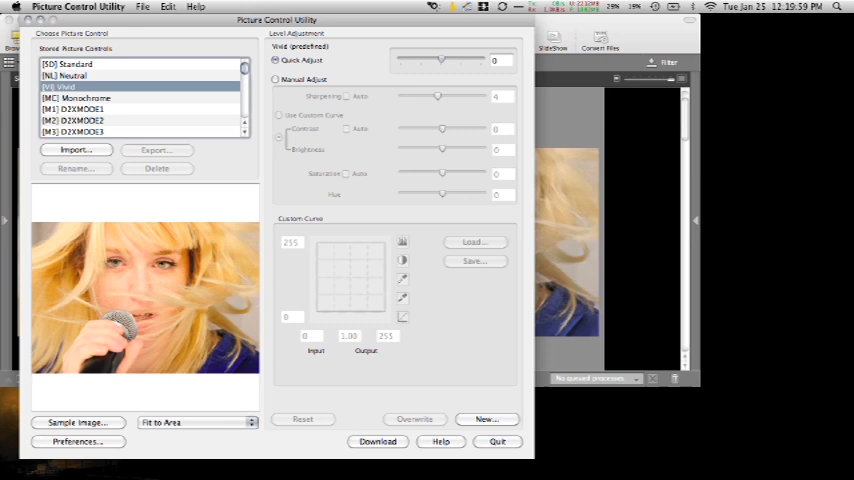 Picture Control Utility File Edit Help
29% 19% Tue Jan 25 12:19:59 PM
Picture Control Utility
Choose Picture Control
Stored Picture Controls
[SD] Standard
[NL] Neutral
[VI] Vivid
[MC] Monochrome
[M1] D2XMODE1
[M2] D2XMODE2
[M3] D2XMODE3
Import...
Export...
Rename...
Delete
Sample Image...
Fit to Area
Preferences...
Level Adjustment
Vivid (predefined)
Quick Adjust
0
Manual Adjust
Sharpening Auto 4
Use Custom Curve
Contrast Auto 0
Brightness 0
Saturation Auto 0
Hue 0
Custom Curve
255
0
0 1.00 255
Input Output
Load...
Save...
Reset
Overwrite
New...
Download
Help
Quit
SlideShow
Convert Files
Filter
No queued processes